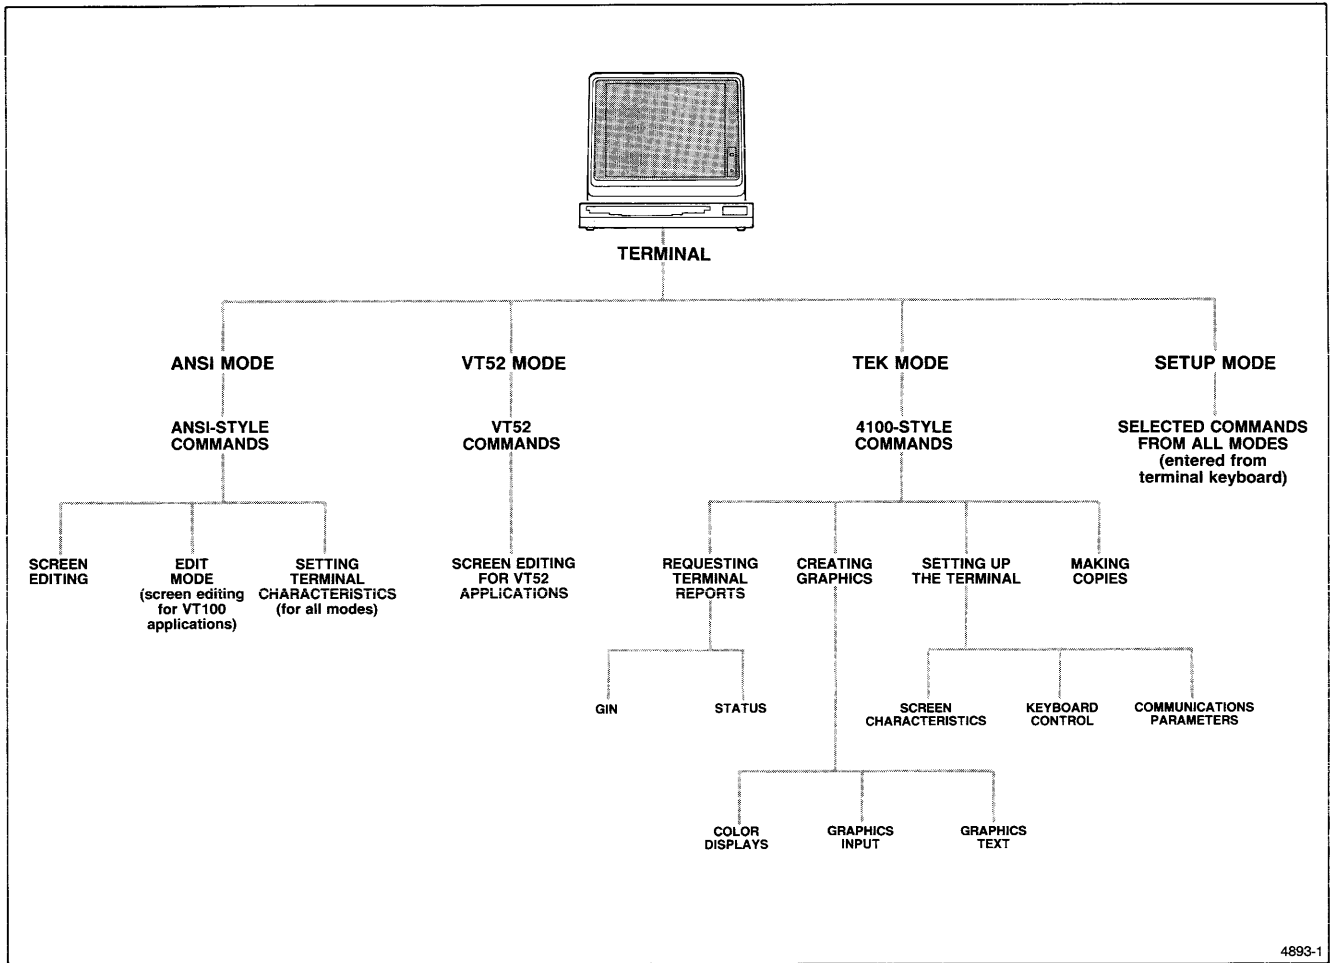 TERMINAL
ANSI MODE
VT52 MODE
TEK MODE
SETUP MODE
ANSI-STYLE
COMMANDS
VT52
COMMANDS
4100-STYLE
COMMANDS
SELECTED COMMANDS
FROM ALL MODES
(entered from
terminal keyboard)
SCREEN
EDITING
EDIT
MODE
(screen editing
for VT100
applications)
SETTING
TERMINAL
CHARACTERISTICS
(for all modes)
SCREEN EDITING
FOR VT52
APPLICATIONS
REQUESTING
TERMINAL
REPORTS
CREATING
GRAPHICS
SETTING UP
THE TERMINAL
MAKING
COPIES
GIN
STATUS
SCREEN
CHARACTERISTICS
KEYBOARD
CONTROL
COMMUNICATIONS
PARAMETERS
COLOR
DISPLAYS
GRAPHICS
INPUT
GRAPHICS
TEXT
4893-1